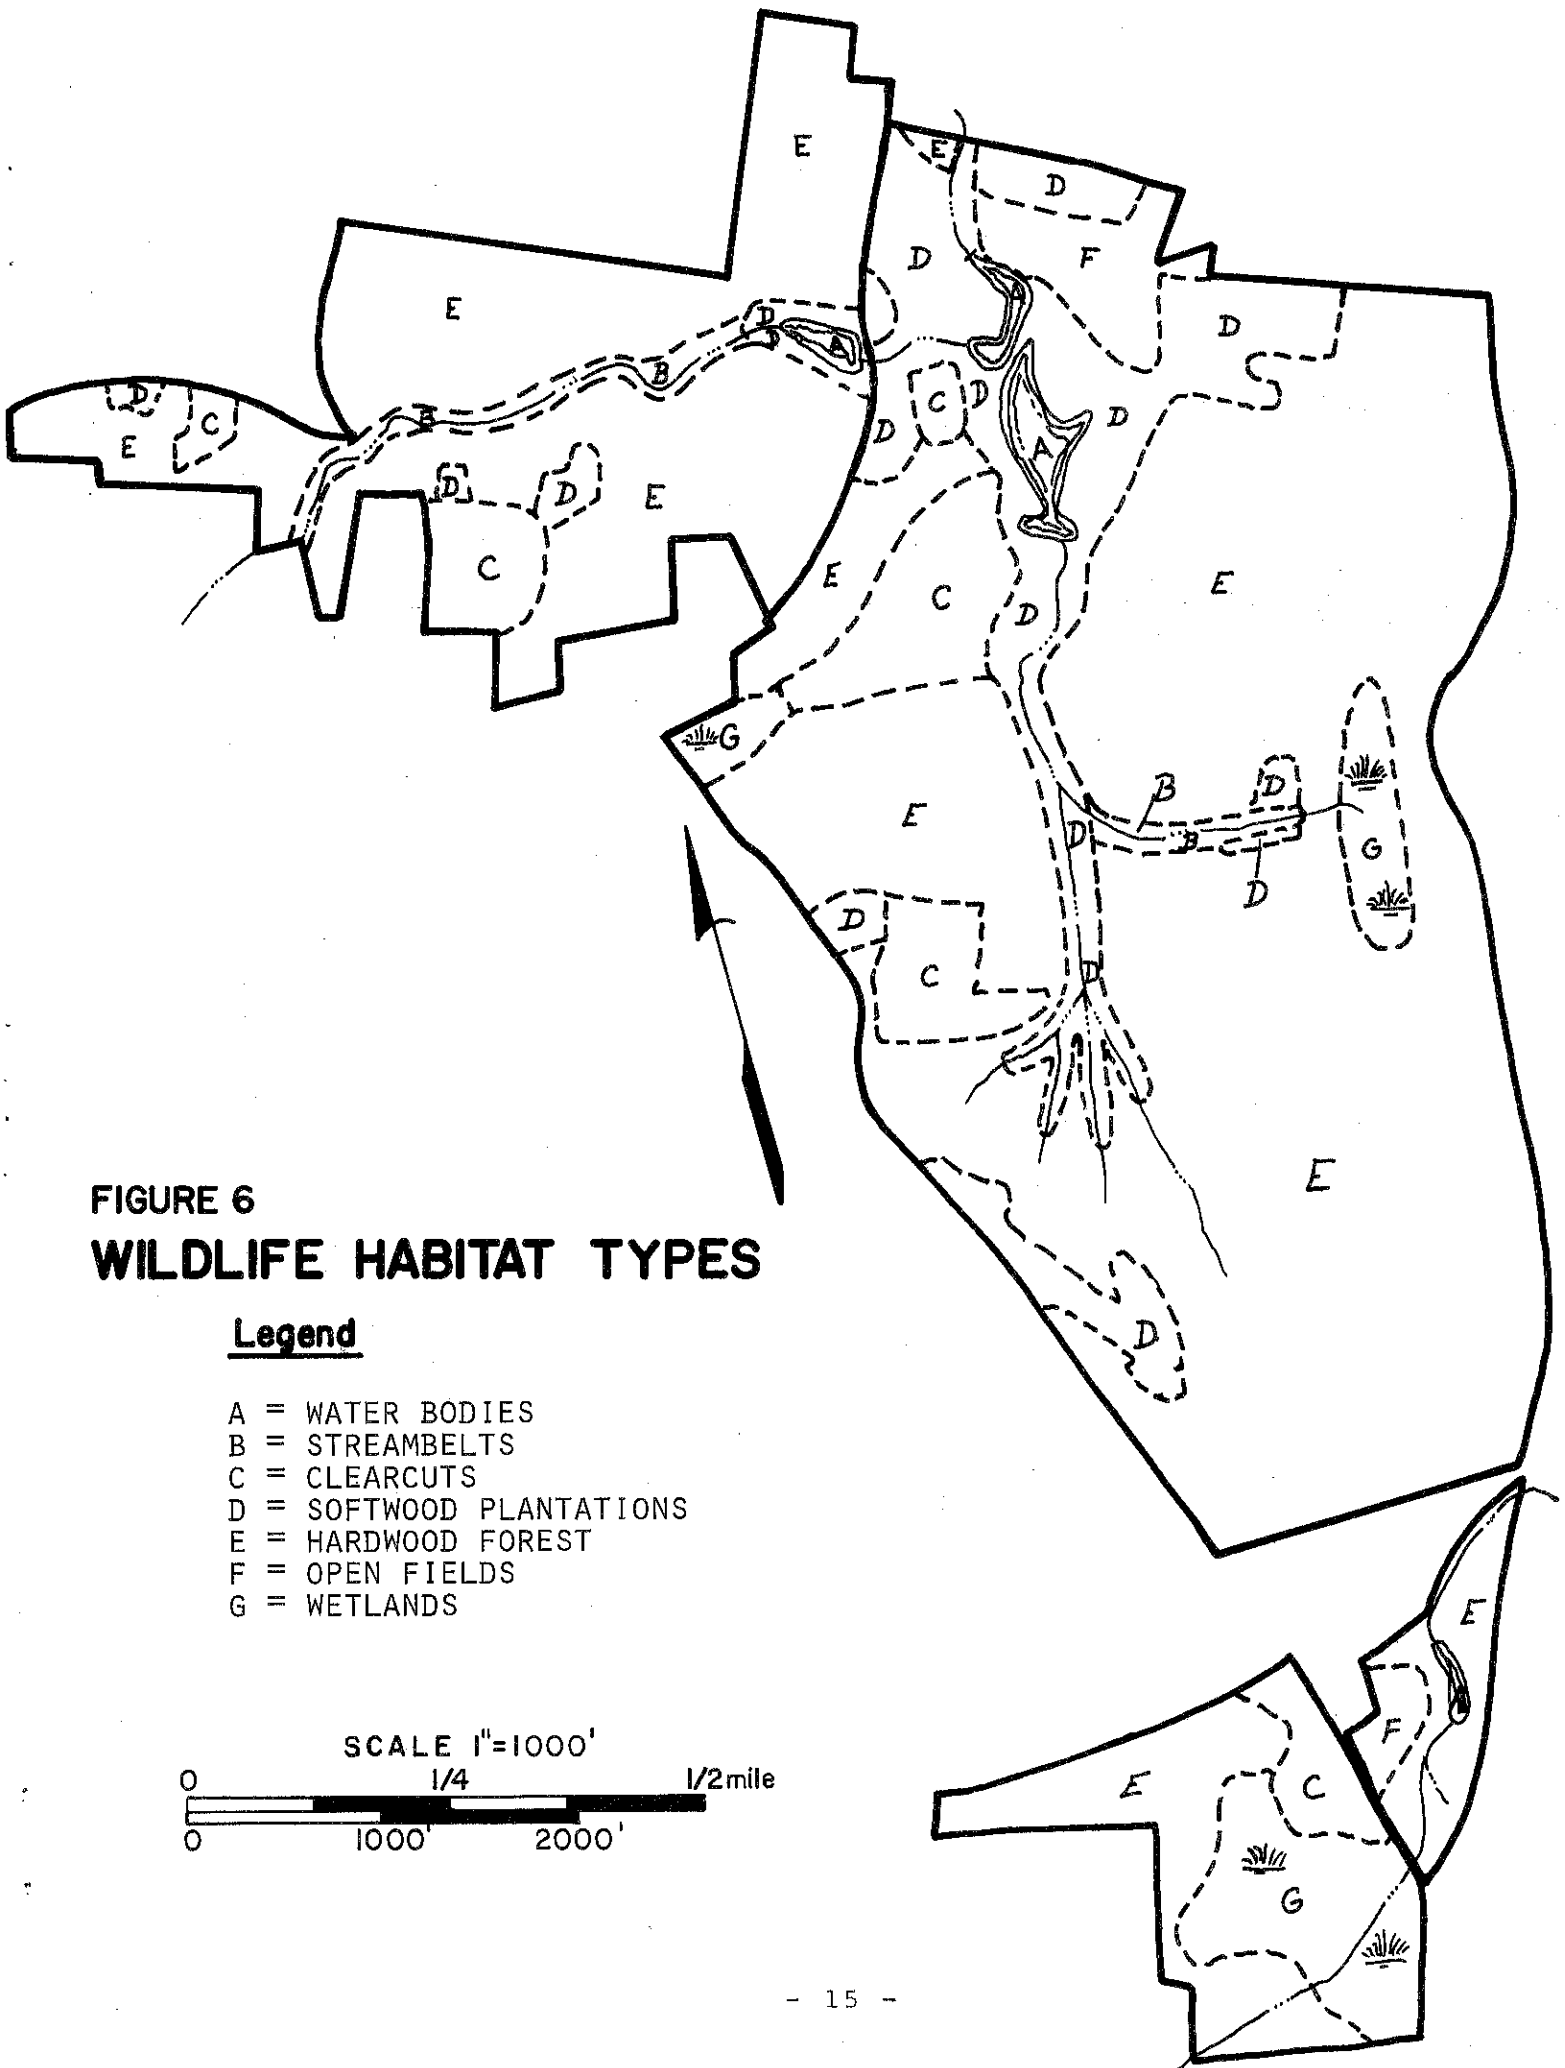 E
E
D
D
F
E
D
A
D
D
A
B
D
C
D
D
D
C
B
E
D
A
D
D
E
C
E
C
D
E
G
B
D
E
D
B
G
D
D
C
D
E
D
FIGURE 6
WILDLIFE HABITAT TYPES
Legend
A = WATER BODIES
B = STREAMBELTS
C = CLEARCUTS
D = SOFTWOOD PLANTATIONS
E = HARDWOOD FOREST
F = OPEN FIELDS
G = WETLANDS
E
F
E
C
G
SCALE 1"=1000'
0 1/4 1/2 mile
0 1000' 2000'
- 15 -